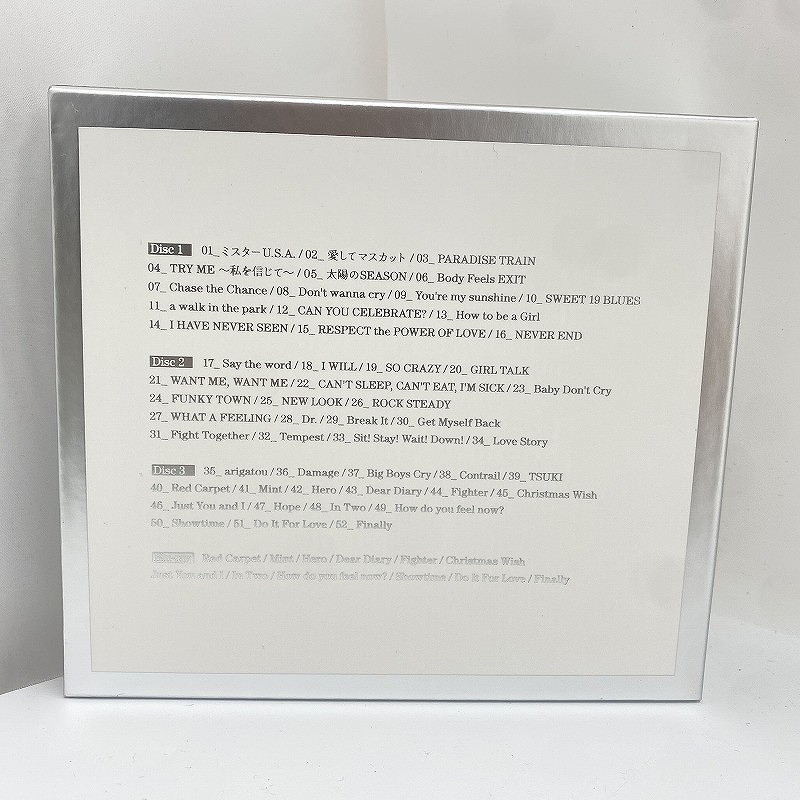 Disc 1 01_ ミスターU.S.A. / 02_ 愛してマスカット / 03_ PARADISE TRAIN
04_ TRY ME ～私を信じて～ / 05_ 太陽のSEASON / 06_ Body Feels EXIT
07_ Chase the Chance / 08_ Don't wanna cry / 09_ You're my sunshine / 10_ SWEET 19 BLUES
11_ a walk in the park / 12_ CAN YOU CELEBRATE? / 13_ How to be a Girl
14_ I HAVE NEVER SEEN / 15_ RESPECT the POWER OF LOVE / 16_ NEVER END
Disc 2 17_ Say the word / 18_ I WILL / 19_ SO CRAZY / 20_ GIRL TALK
21_ WANT ME, WANT ME / 22_ CAN'T SLEEP, CAN'T EAT, I'M SICK / 23_ Baby Don't Cry
24_ FUNKY TOWN / 25_ NEW LOOK / 26_ ROCK STEADY
27_ WHAT A FEELING / 28_ Dr. / 29_ Break It / 30_ Get Myself Back
31_ Fight Together / 32_ Tempest / 33_ Sit! Stay! Wait! Down! / 34_ Love Story
Disc 3 35_ arigatou / 36_ Damage / 37_ Big Boys Cry / 38_ Contrail / 39_ TSUKI
40_ Red Carpet / 41_ Mint / 42_ Hero / 43_ Dear Diary / 44_ Fighter / 45_ Christmas Wish
46_ Just You and I / 47_ Hope / 48_ In Two / 49_ How do you feel now?
50_ Showtime / 51_ Do It For Love / 52_ Finally
Red Carpet / Mint / Hero / Dear Diary / Fighter / Christmas Wish
Just You and I / In Two / How do you feel now? / Showtime / Do It For Love / Finally